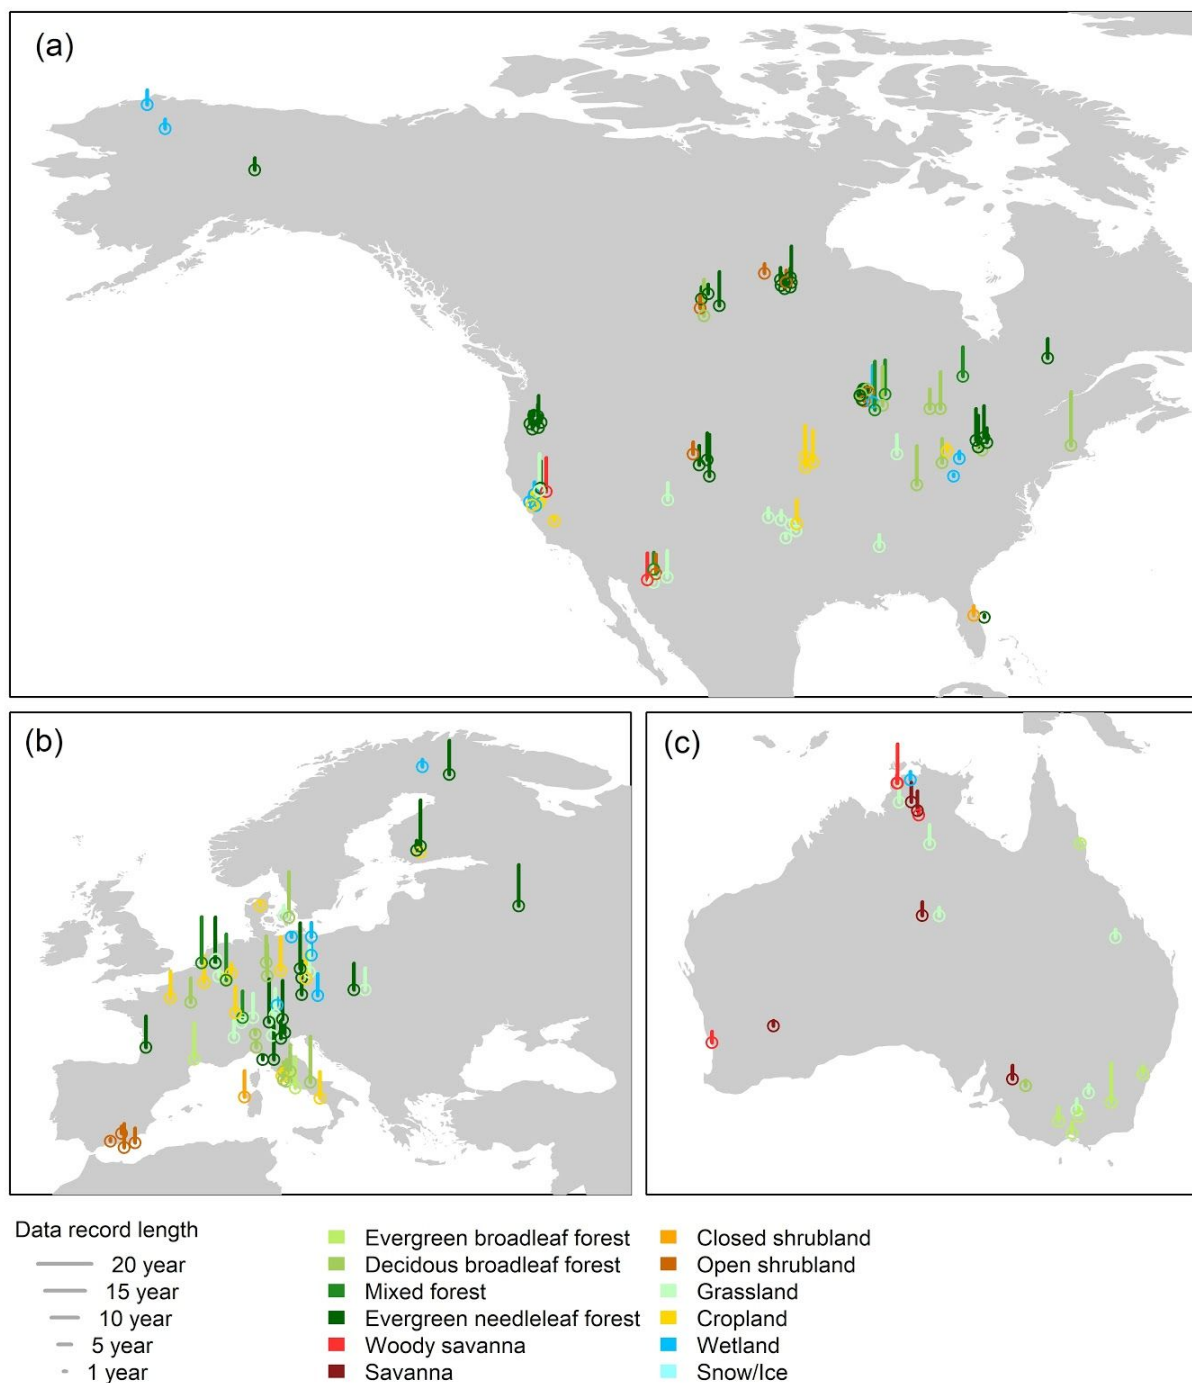 (a)
(b)
(c)
Data record length
20 year
15 year
10 year
5 year
1 year
Evergreen broadleaf forest
Decidous broadleaf forest
Mixed forest
Evergreen needleleaf forest
Woody savanna
Savanna
Closed shrubland
Open shrubland
Grassland
Cropland
Wetland
Snow/Ice